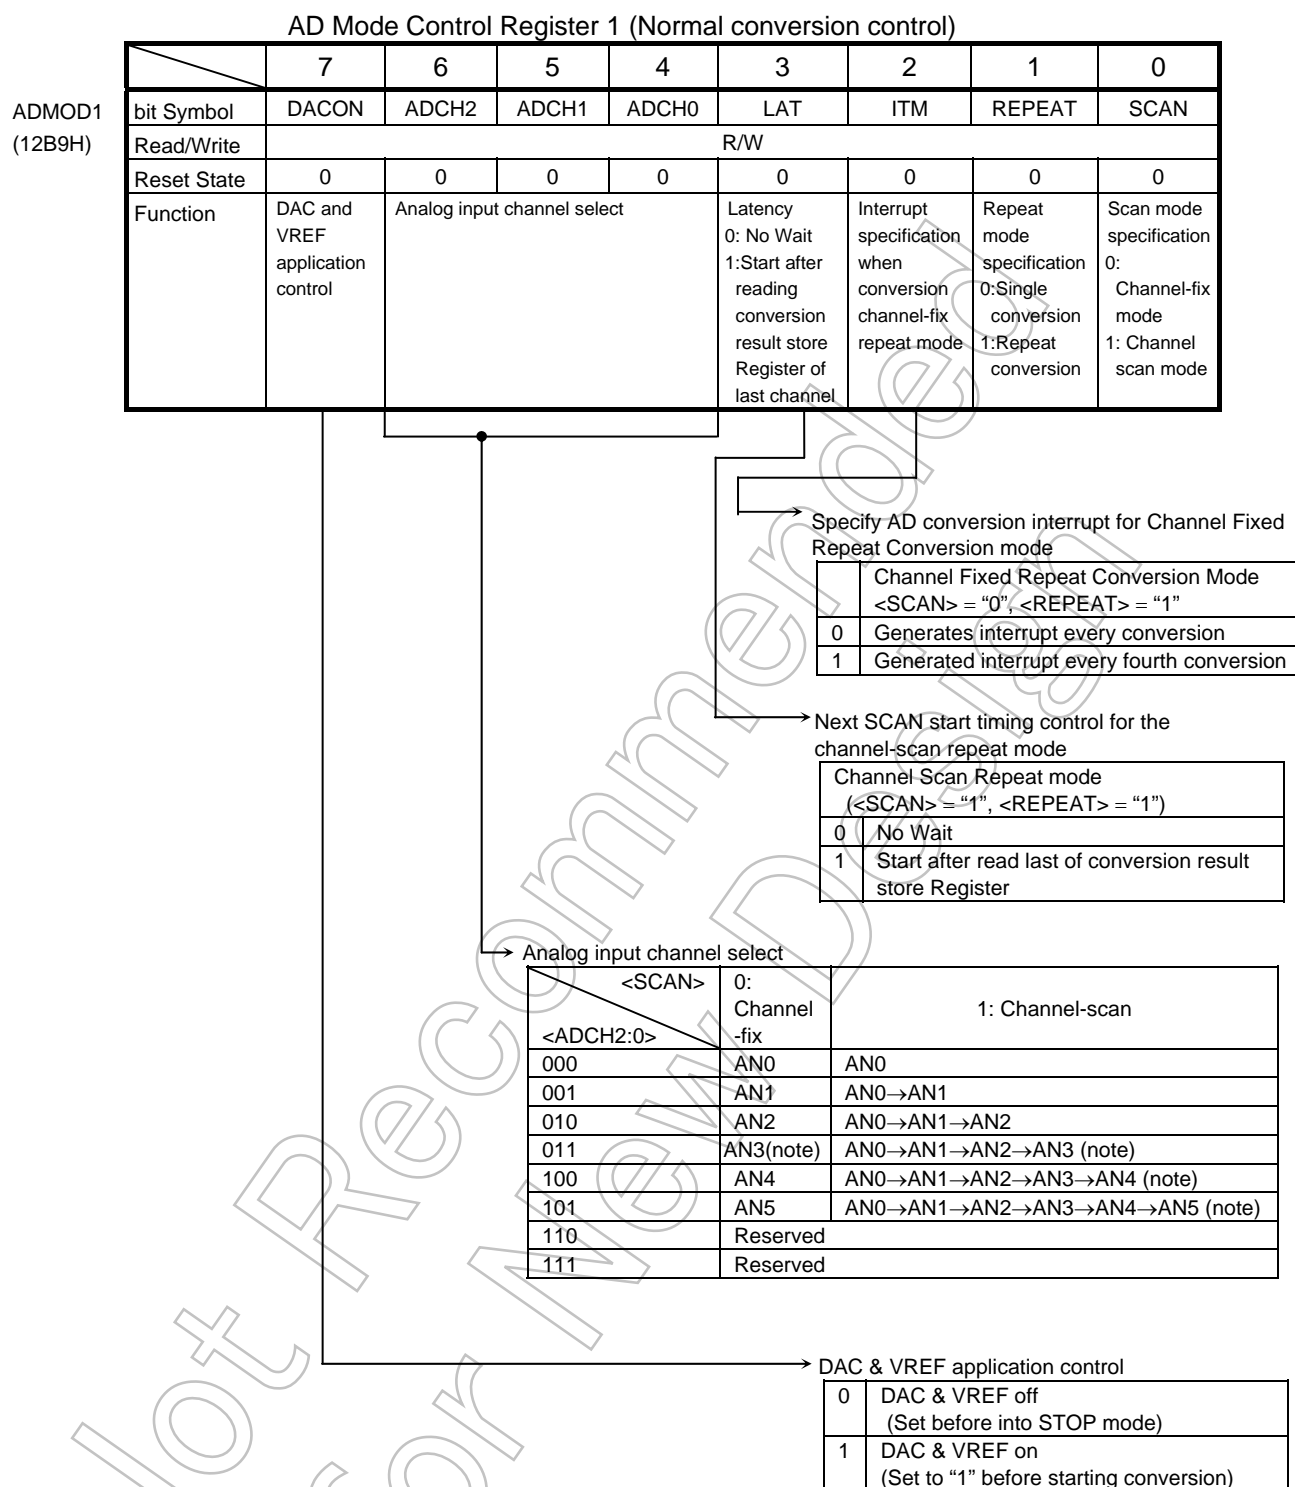 AD Mode Control Register 1 (Normal conversion control)
7 6 5 4 3 2 1 0
ADMOD1 (12B9H)
bit Symbol DACON ADCH2 ADCH1 ADCH0 LAT ITM REPEAT SCAN
Read/Write R/W
Reset State 0 0 0 0 0 0 0 0
Function
DAC and
VREF
application
control
Analog input channel select
Latency
0: No Wait
1:Start after
reading
conversion
result store
Register of
last channel
Interrupt
specification
when
conversion
channel-fix
repeat mode
Repeat
mode
specification
0:Single
conversion
1:Repeat
conversion
Scan mode
specification
0:
Channel-fix
mode
1: Channel
scan mode
Specify AD conversion interrupt for Channel Fixed
Repeat Conversion mode
Channel Fixed Repeat Conversion Mode
<SCAN> = “0”, <REPEAT> = “1”
0 Generates interrupt every conversion
1 Generated interrupt every fourth conversion
Next SCAN start timing control for the
channel-scan repeat mode
Channel Scan Repeat mode
(<SCAN> = “1”, <REPEAT> = “1”)
0 No Wait
1 Start after read last of conversion result
store Register
Analog input channel select
<SCAN>
<ADCH2:0>
0:
Channel
-fix
1: Channel-scan
000 AN0 AN0
001 AN1 AN0→AN1
010 AN2 AN0→AN1→AN2
011 AN3(note) AN0→AN1→AN2→AN3 (note)
100 AN4 AN0→AN1→AN2→AN3→AN4 (note)
101 AN5 AN0→AN1→AN2→AN3→AN4→AN5 (note)
110 Reserved
111 Reserved
DAC & VREF application control
0 DAC & VREF off
(Set before into STOP mode)
1 DAC & VREF on
(Set to “1” before starting conversion)
Not Recommended
for New Design